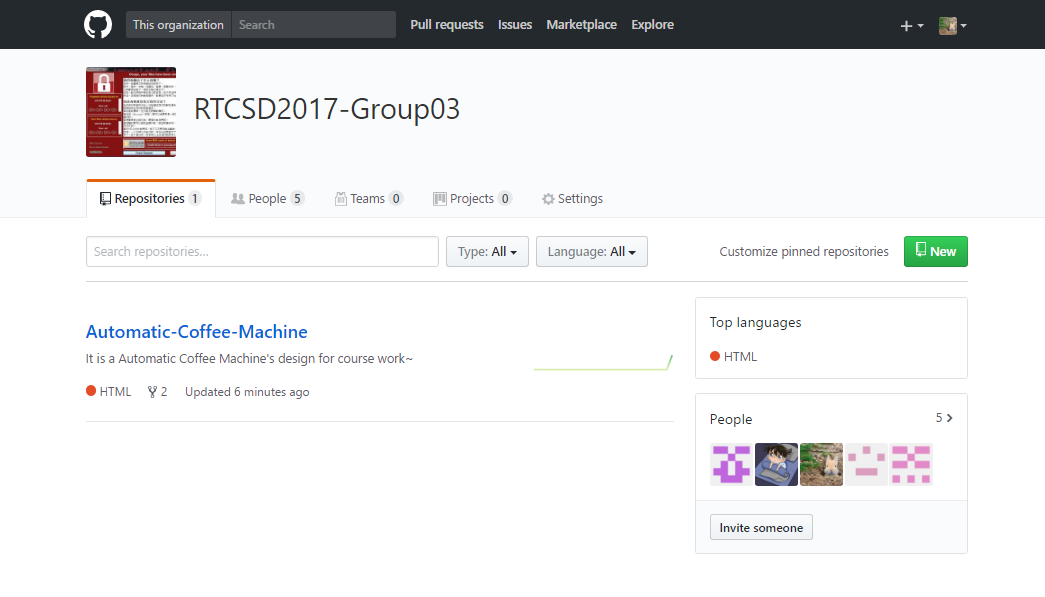 This organization Search Pull requests Issues Marketplace Explore
RTCSD2017-Group03
Repositories 1 People 5 Teams 0 Projects 0 Settings
Search repositories... Type: All Language: All Customize pinned repositories New
Automatic-Coffee-Machine
It is a Automatic Coffee Machine's design for course work~
HTML 2 Updated 6 minutes ago
Top languages
HTML
People 5
Invite someone